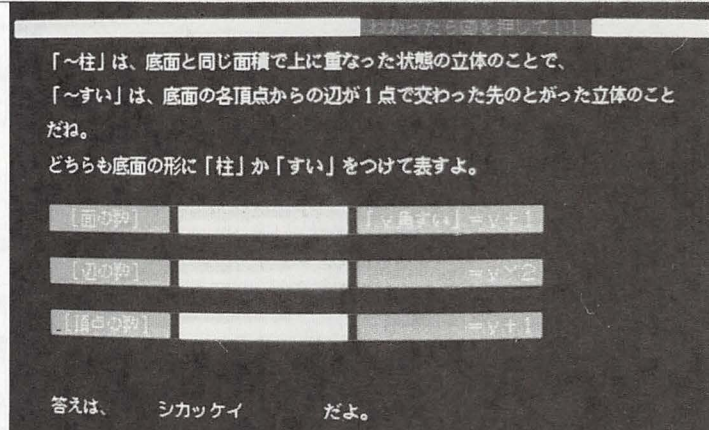 わかったら図を押して！！
「～柱」は、底面と同じ面積で上に重なった状態の立体のことで、
「～すい」は、底面の各頂点からの辺が1点で交わった先のとがった立体のこと
だね。
どちらも底面の形に「柱」か「すい」をつけて表すよ。
[面の数] 「y角すい」＝y＋1
[辺の数] ＝y×2
[頂点の数] ＝y＋1
答えは、 シカッケイ だよ。